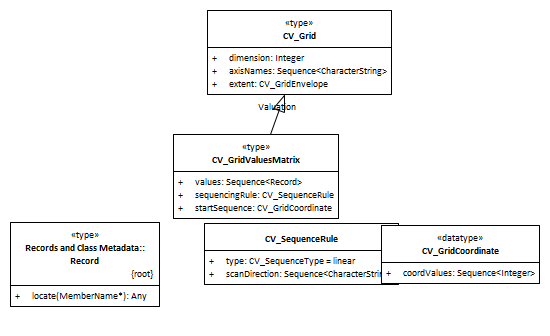 «type»
CV_Grid
+ dimension: Integer
+ axisNames: Sequence<CharacterString>
+ extent: CV_GridEnvelope
Valuation
«type»
CV_GridValuesMatrix
+ values: Sequence<Record>
+ sequencingRule: CV_SequenceRule
+ startSequence: CV_GridCoordinate
«type»
Records and Class Metadata::
Record
{root}
+ locate(MemberName*): Any
CV_SequenceRule
+ type: CV_SequenceType = linear
+ scanDirection: Sequence<CharacterStrin
«datatype»
CV_GridCoordinate
+ coordValues: Sequence<Integer>